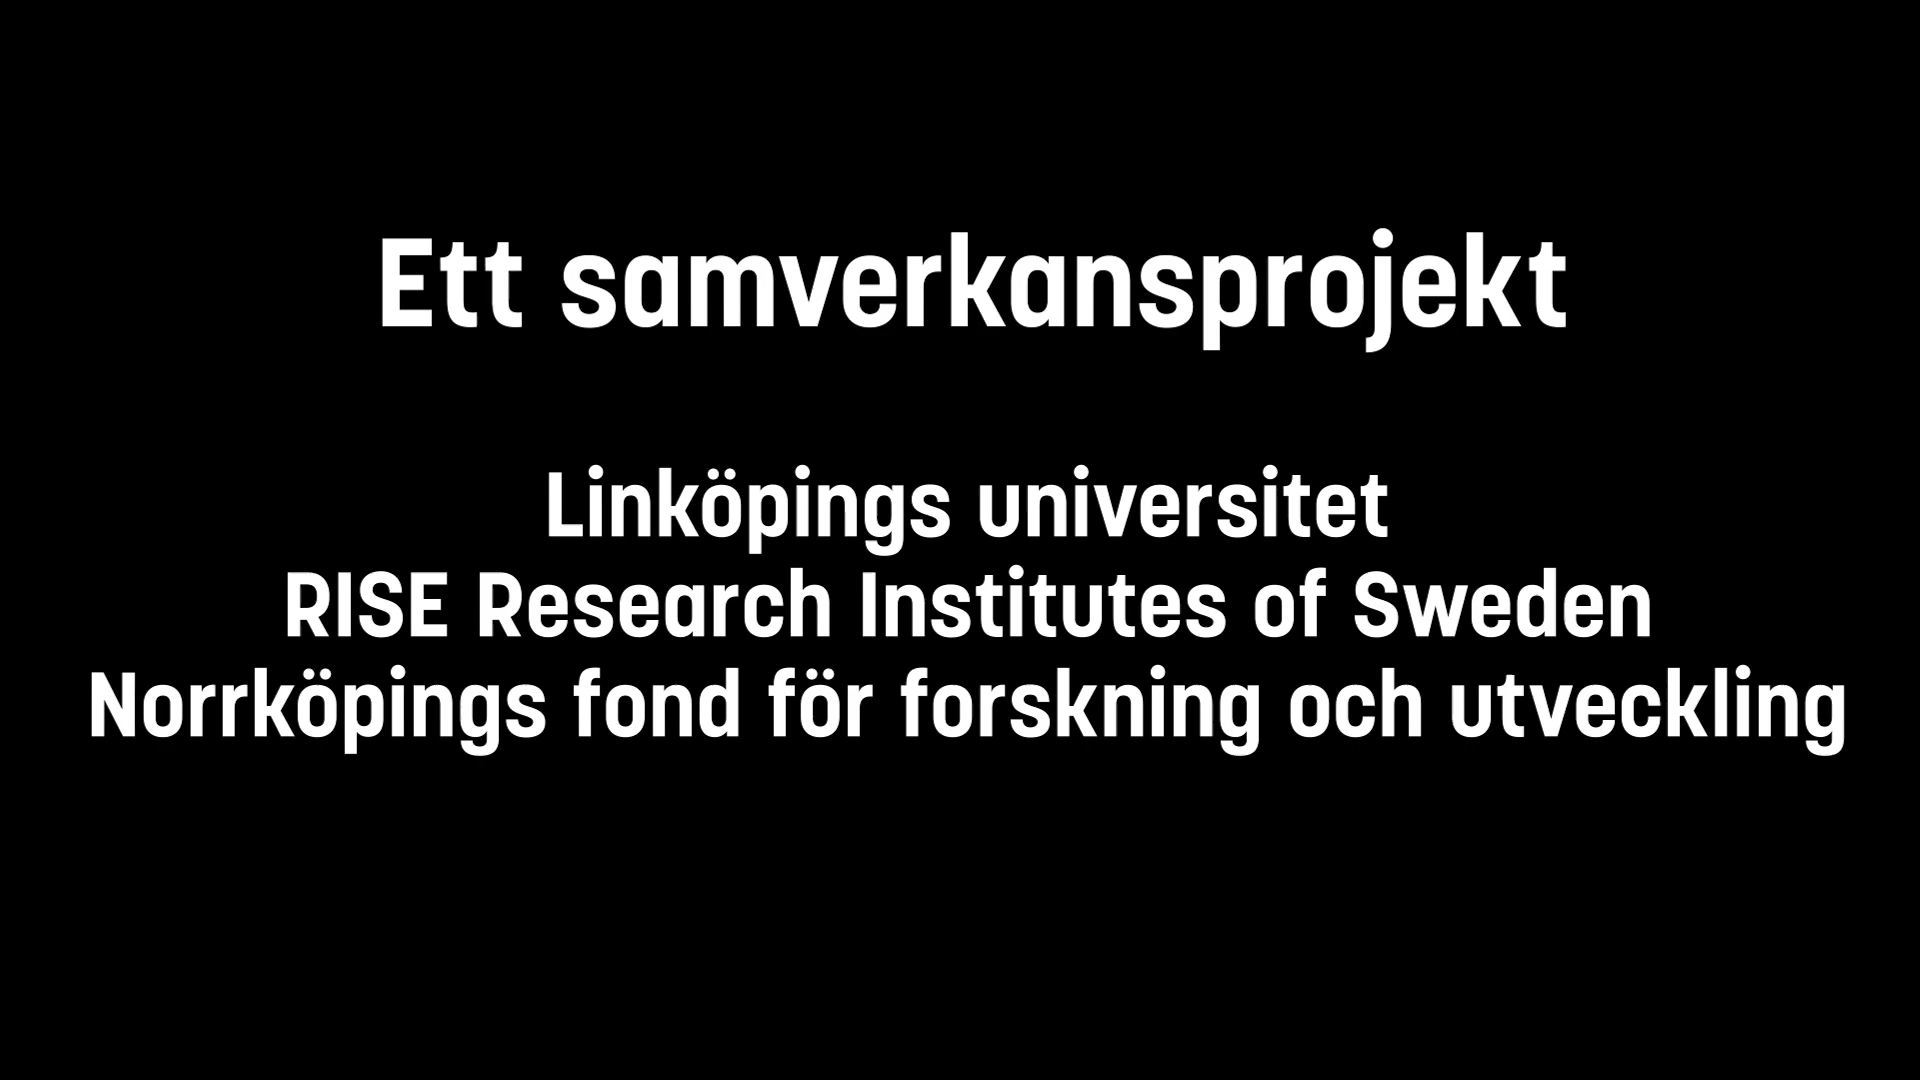 Ett samverkansprojekt
Linköpings universitet
RISE Research Institutes of Sweden
Norrköpings fond för forskning och utveckling